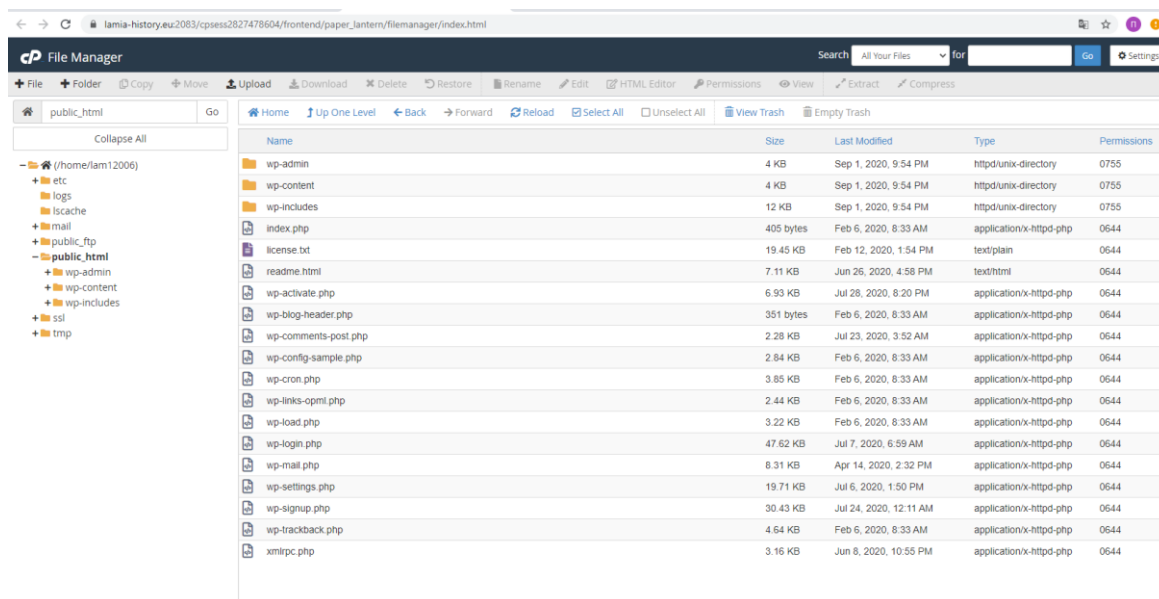 lamia-history.eu:2083/cpsess2827478604/frontend/paper_lantern/filemanager/index.html n
cP File Manager Search All Your Files for Go Settings
File Folder Copy Move Upload Download Delete Restore Rename Edit HTML Editor Permissions View Extract Compress
public_html Go Home Up One Level Back Forward Reload Select All Unselect All View Trash Empty Trash
Collapse All
Name Size Last Modified Type Permissions
(/home/lam12006)
etc
logs
lscache
mail
public_ftp
public_html
wp-admin
wp-content
wp-includes
ssl
tmp
wp-admin 4 KB Sep 1, 2020, 9:54 PM httpd/unix-directory 0755
wp-content 4 KB Sep 1, 2020, 9:54 PM httpd/unix-directory 0755
wp-includes 12 KB Sep 1, 2020, 9:54 PM httpd/unix-directory 0755
index.php 405 bytes Feb 6, 2020, 8:33 AM application/x-httpd-php 0644
license.txt 19.45 KB Feb 12, 2020, 1:54 PM text/plain 0644
readme.html 7.11 KB Jun 26, 2020, 4:58 PM text/html 0644
wp-activate.php 6.93 KB Jul 28, 2020, 8:20 PM application/x-httpd-php 0644
wp-blog-header.php 351 bytes Feb 6, 2020, 8:33 AM application/x-httpd-php 0644
wp-comments-post.php 2.28 KB Jul 23, 2020, 3:52 AM application/x-httpd-php 0644
wp-config-sample.php 2.84 KB Feb 6, 2020, 8:33 AM application/x-httpd-php 0644
wp-cron.php 3.85 KB Feb 6, 2020, 8:33 AM application/x-httpd-php 0644
wp-links-opml.php 2.44 KB Feb 6, 2020, 8:33 AM application/x-httpd-php 0644
wp-load.php 3.22 KB Feb 6, 2020, 8:33 AM application/x-httpd-php 0644
wp-login.php 47.62 KB Jul 7, 2020, 6:59 AM application/x-httpd-php 0644
wp-mail.php 8.31 KB Apr 14, 2020, 2:32 PM application/x-httpd-php 0644
wp-settings.php 19.71 KB Jul 6, 2020, 1:50 PM application/x-httpd-php 0644
wp-signup.php 30.43 KB Jul 24, 2020, 12:11 AM application/x-httpd-php 0644
wp-trackback.php 4.64 KB Feb 6, 2020, 8:33 AM application/x-httpd-php 0644
xmlrpc.php 3.16 KB Jun 8, 2020, 10:55 PM application/x-httpd-php 0644